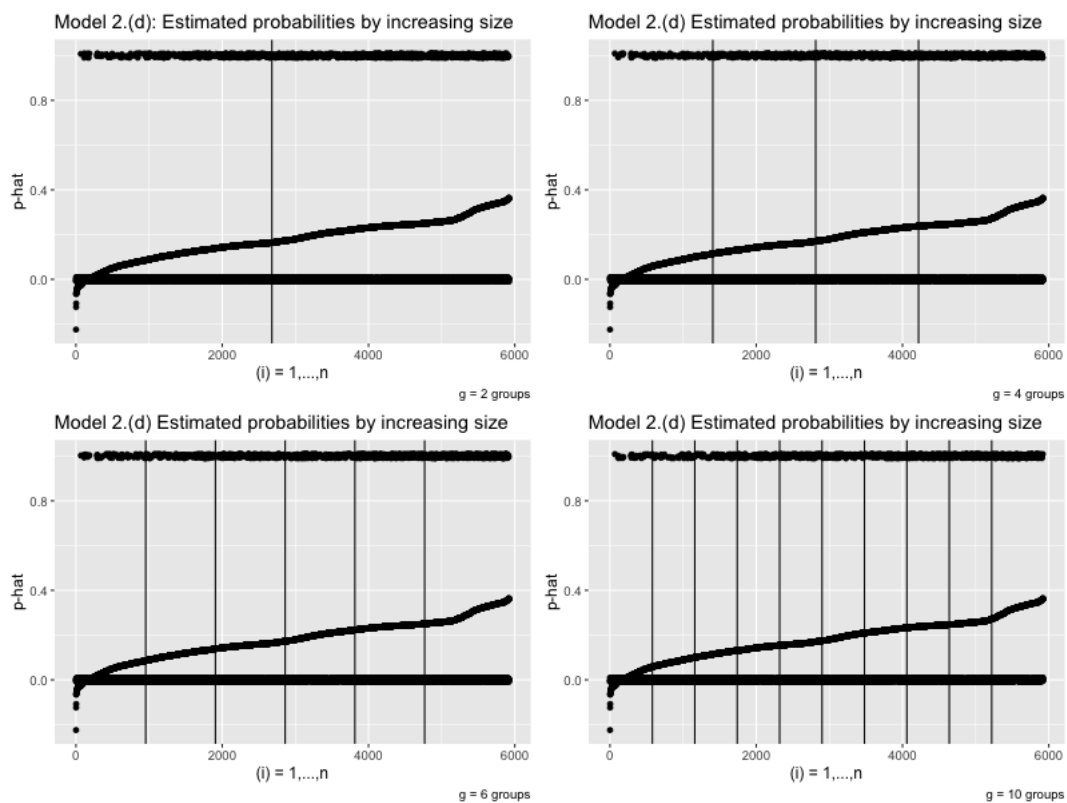 Model 2.(d): Estimated probabilities by increasing size
0.8
0.4
0.0
p-hat
0 2000 4000 6000
(i) = 1,...,n
g = 2 groups
Model 2.(d) Estimated probabilities by increasing size
0.8
0.4
0.0
p-hat
0 2000 4000 6000
(i) = 1,...,n
g = 4 groups
Model 2.(d) Estimated probabilities by increasing size
0.8
0.4
0.0
p-hat
0 2000 4000 6000
(i) = 1,...,n
g = 6 groups
Model 2.(d) Estimated probabilities by increasing size
0.8
0.4
0.0
p-hat
0 2000 4000 6000
(i) = 1,...,n
g = 10 groups